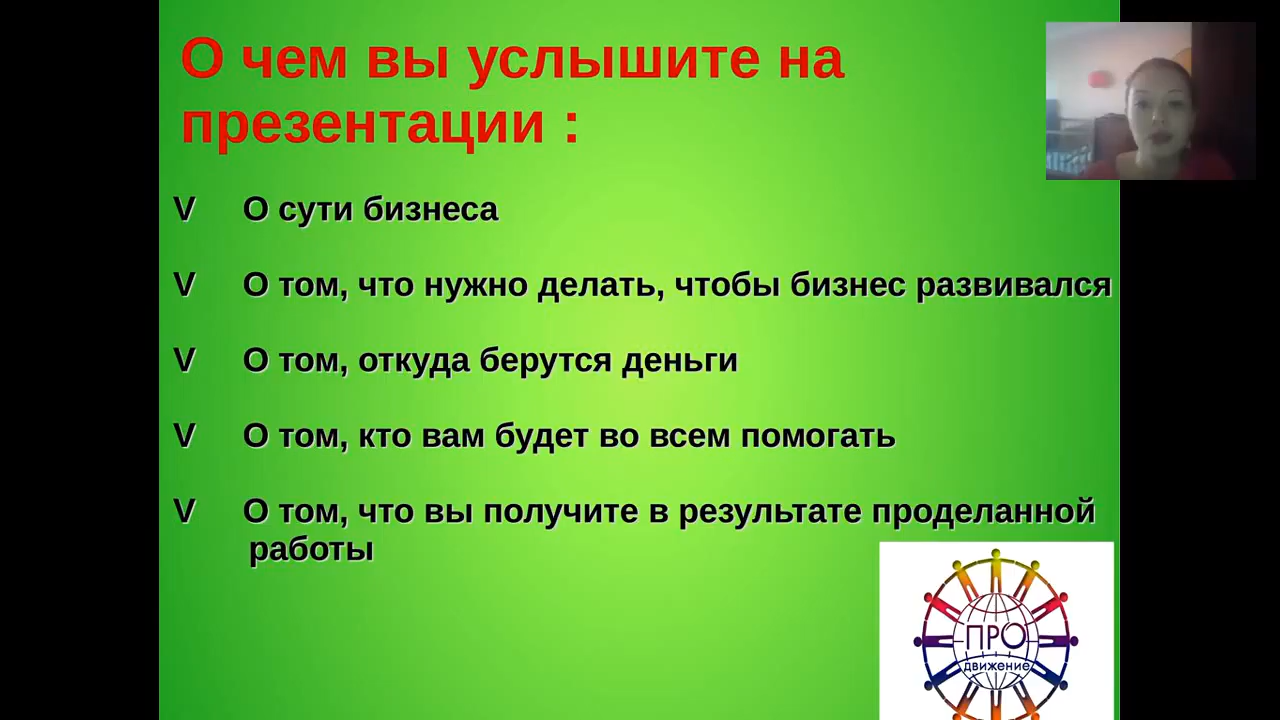 О чем вы услышите на
презентации :
V О сути бизнеса
V О том, что нужно делать, чтобы бизнес развивался
V О том, откуда берутся деньги
V О том, кто вам будет во всем помогать
V О том, что вы получите в результате проделанной
работы
ПРО
движение